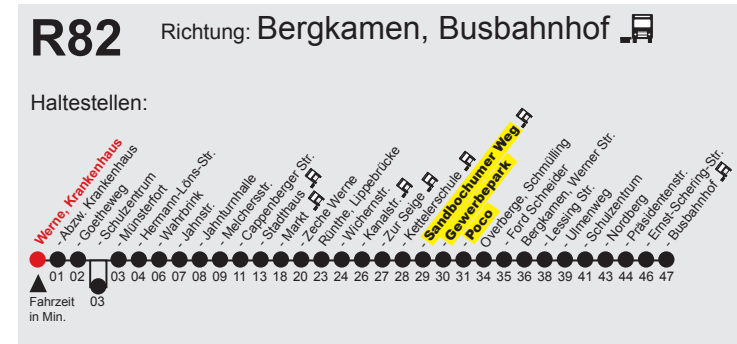 R82 Richtung: Bergkamen, Busbahnhof
Haltestellen:
Werne, Krankenhaus
- Abzw. Krankenhaus
Goetheweg
- Schulzentrum
- Münsterfort
- Hermann-Löns-Str.
- Wahrbrink
- Jahnstr.
- Jahnturnhalle
- Melchersstr.
- Cappenberger Str.
- Stadthaus
- Markt
- Zeche Werne
- Rünthe, Lippebrücke
- Wichernstr.
- Kanalstr.
- Zur Seige
- Kettelerschule
Sandbochumer Weg
Gewerbepark
Poco
Overberge, Schmülling
- Ford Schneider
Bergkamen, Werner Str.
- Lessing Str.
- Ulmenweg
- Schulzentrum
- Nordberg
- Präsidentenstr.
- Ernst-Schering-Str.
- Busbahnhof
01 02 03 04 06 07 08 09 11 13 18 20 23 24 26 27 28 29 30 31 34 35 36 38 39 41 43 44 46 47
03
Fahrzeit
in Min.